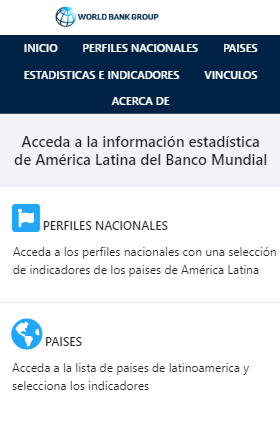 WORLD BANK GROUP
INICIO PERFILES NACIONALES PAISES
ESTADISTICAS E INDICADORES VINCULOS
ACERCA DE
Acceda a la información estadística
de América Latina del Banco Mundial
PERFILES NACIONALES
Acceda a los perfiles nacionales con una selección
de indicadores de los paises de América Latina
PAISES
Acceda a la lista de paises de latinoamerica y
selecciona los indicadores